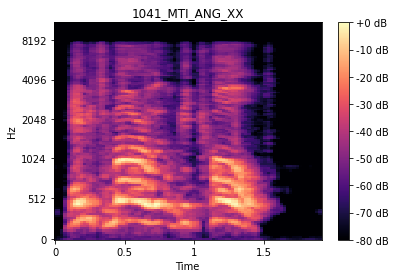 1041_MTI_ANG_XX
+0 dB
8192
-10 dB
4096
-20 dB
-30 dB
2048
Hz
-40 dB
1024
-50 dB
512
-60 dB
-70 dB
0
-80 dB
0 0.5 1 1.5
Time